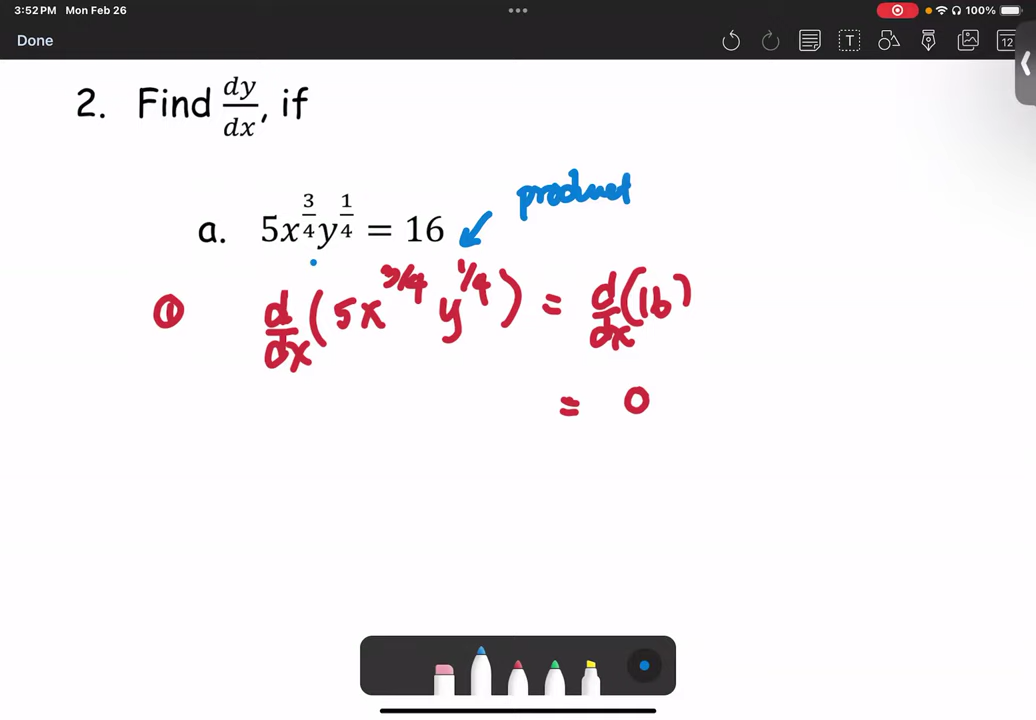 3:52 PM Mon Feb 26 100%
Done T 12
2. Find dy/dx, if
product
a. 5x^(3/4)y^(1/4) = 16
① d/dx(5x^(3/4) y^(1/4)) = d/dx(16)
= 0